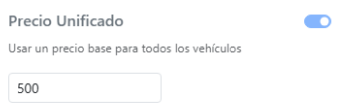 Precio Unificado
Usar un precio base para todos los vehículos
500